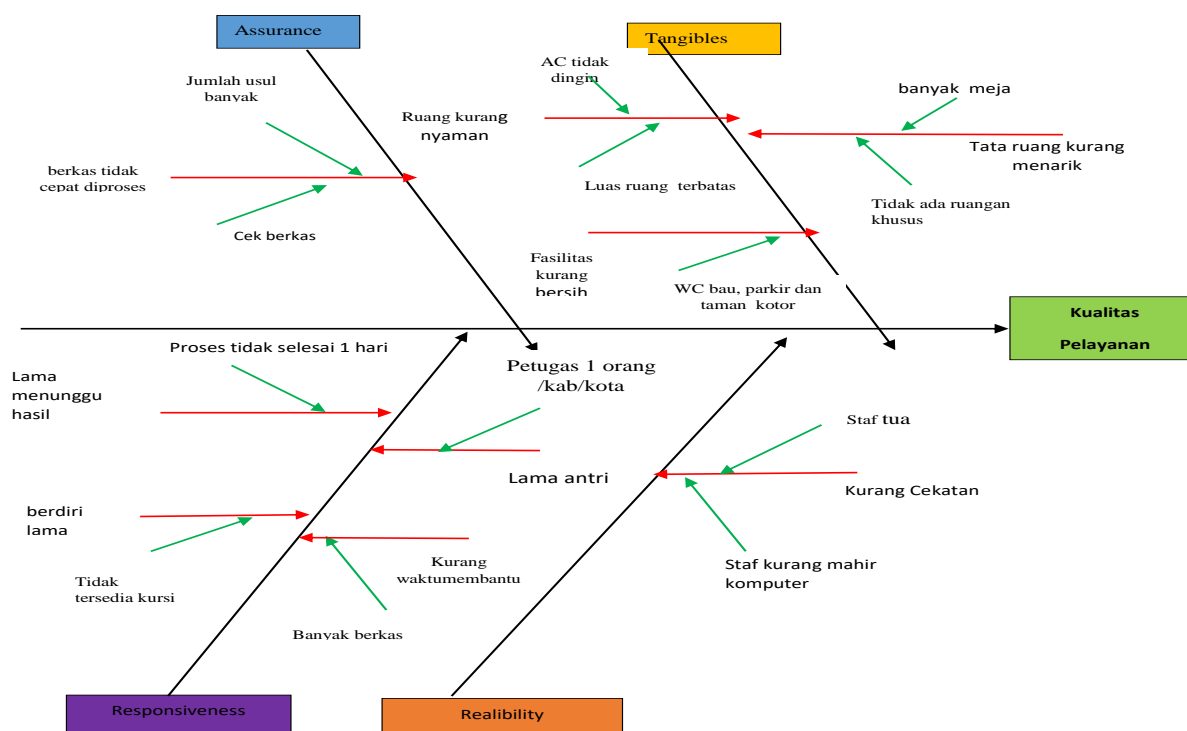 Assurance
Tangibles
Jumlah usul
banyak
AC tidak
dingin
Ruang kurang
nyaman
banyak meja
Tata ruang kurang
menarik
berkas tidak
cepat diproses
Luas ruang terbatas
Tidak ada ruangan
khusus
Cek berkas
Fasilitas
kurang
bersih
WC bau, parkir dan
taman kotor
Kualitas
Pelayanan
Proses tidak selesai 1 hari
Lama
menunggu
hasil
Petugas 1 orang
/kab/kota
Staf tua
Lama antri
Kurang Cekatan
berdiri
lama
Kurang
waktumembantu
Staf kurang mahir
komputer
Tidak
tersedia kursi
Banyak berkas
Responsiveness
Realibility